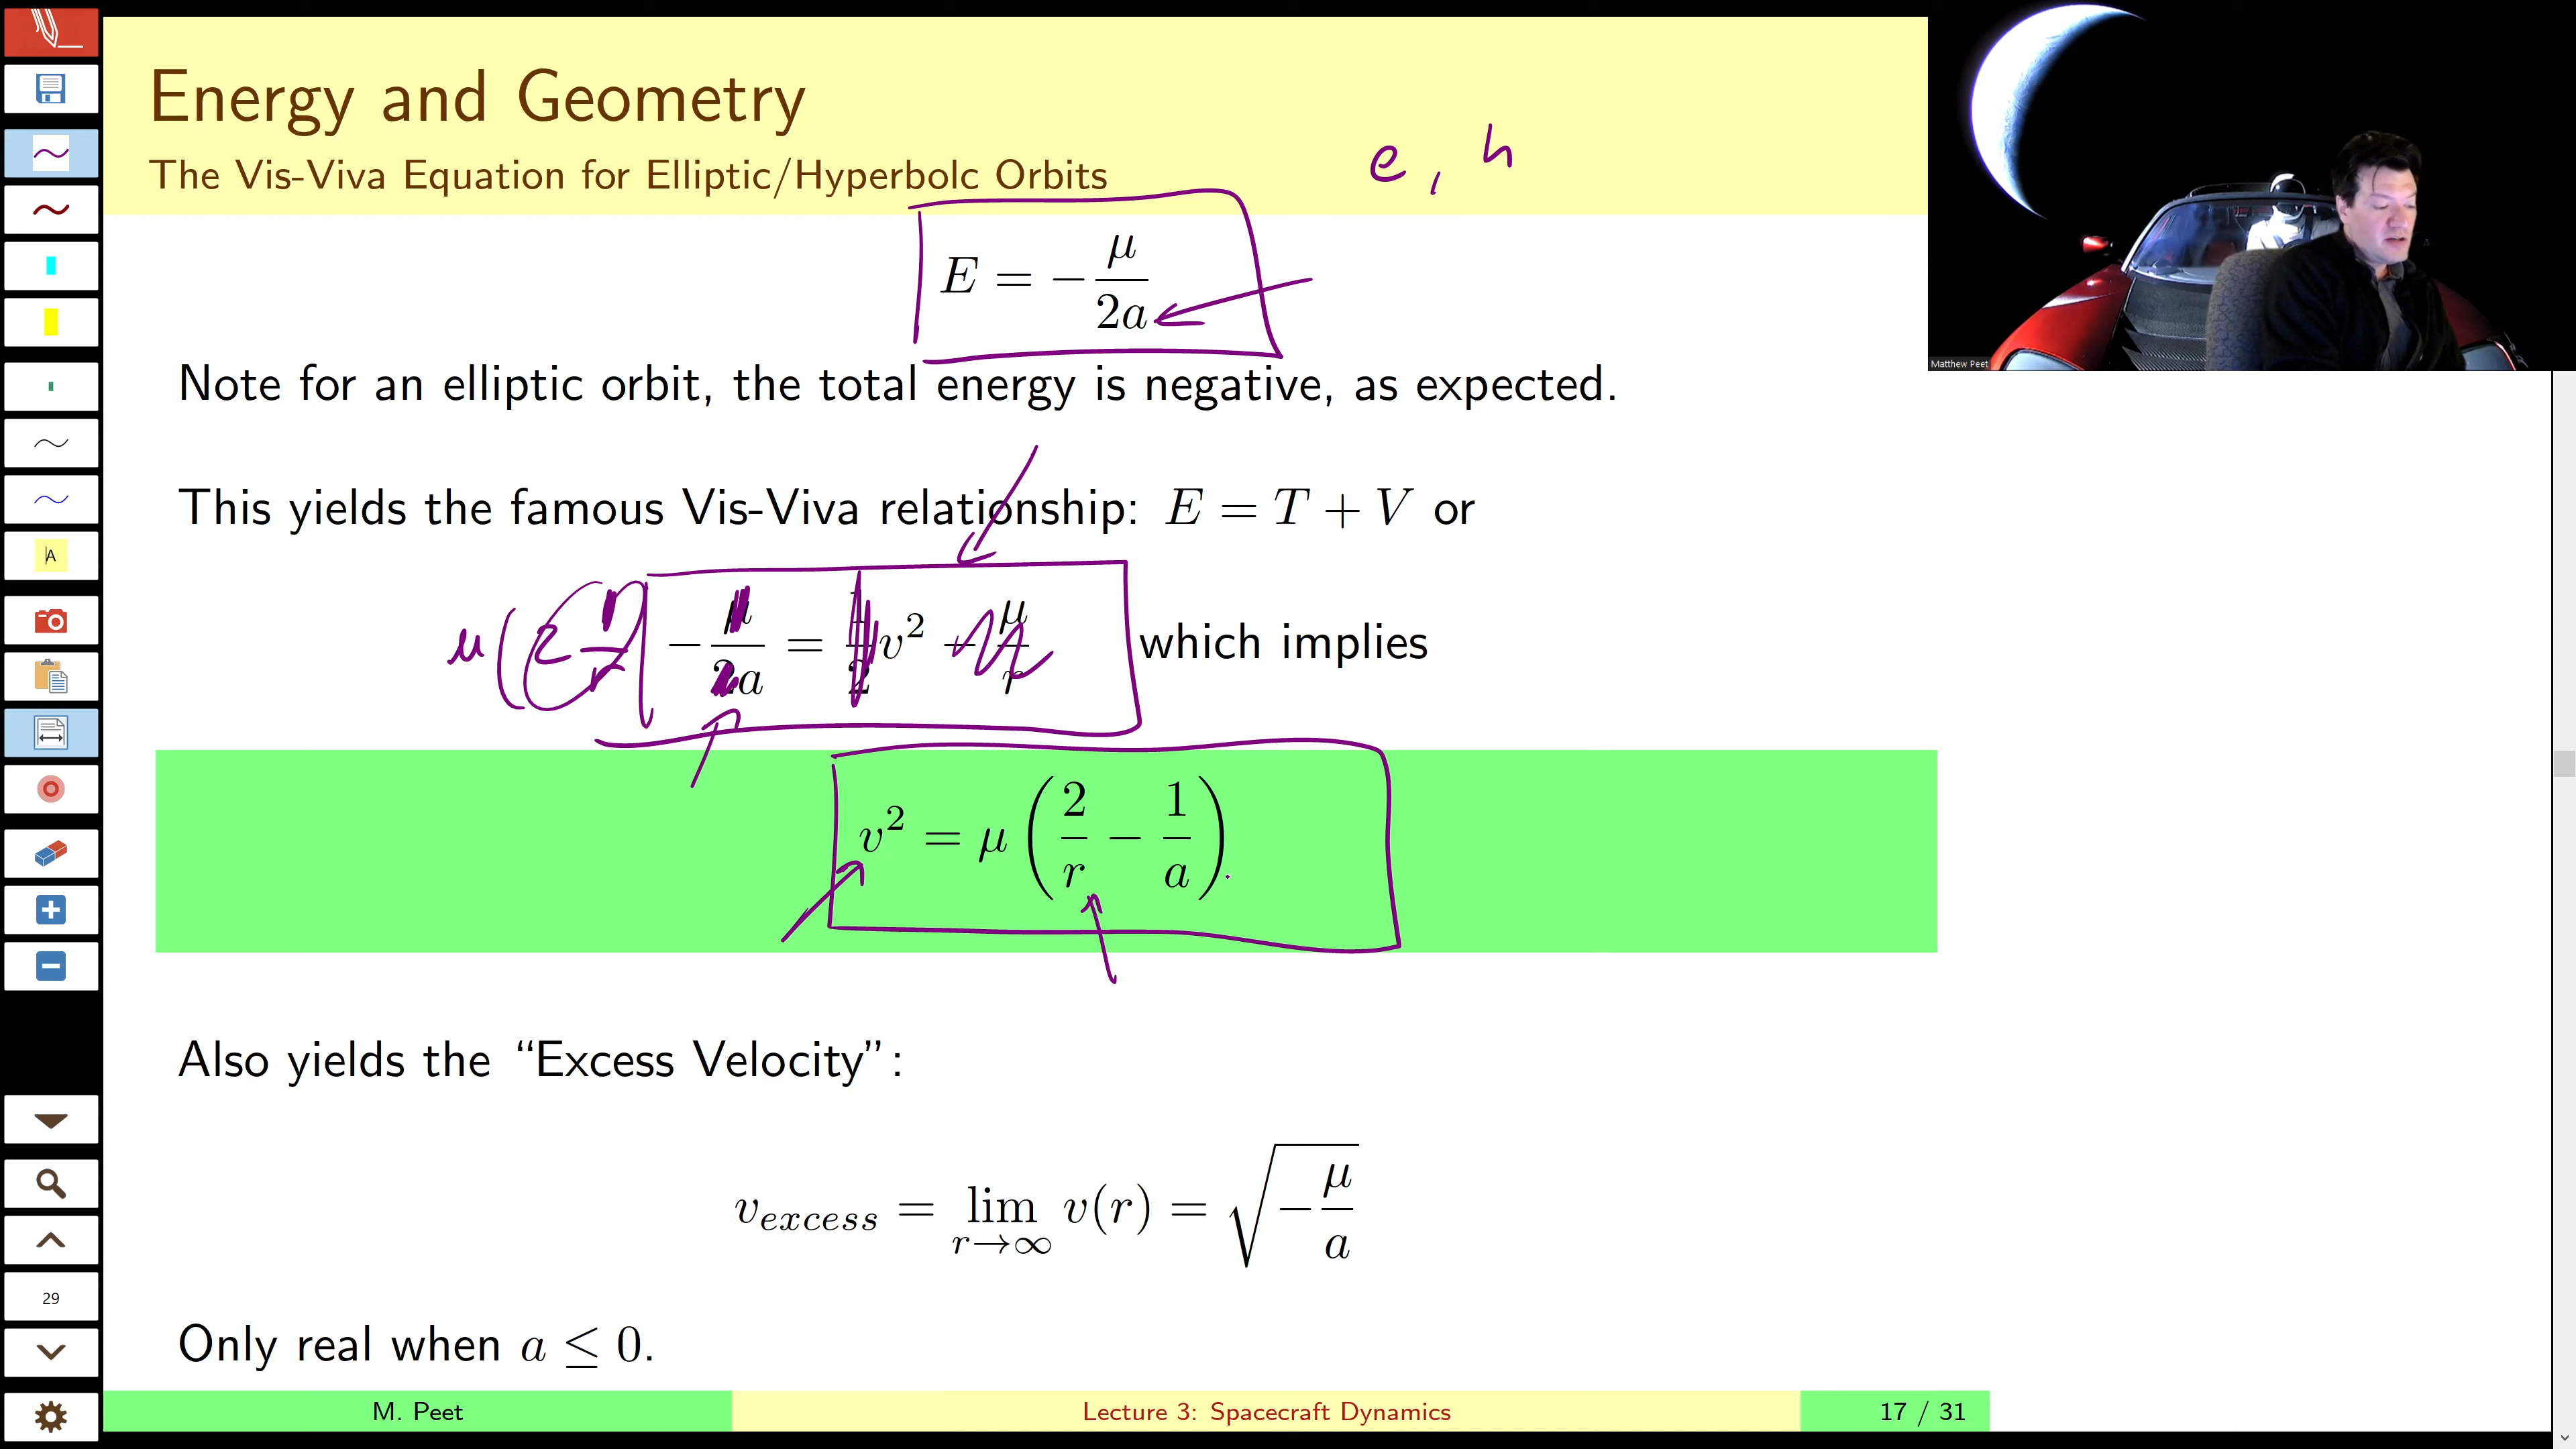 Energy and Geometry
The Vis-Viva Equation for Elliptic/Hyperbolc Orbits
e, h
E = − μ/2a
Matthew Peet
Note for an elliptic orbit, the total energy is negative, as expected.
This yields the famous Vis-Viva relationship: E = T + V or
μ( − μ/2a = 1/2 v² − μ/r which implies
v² = μ (2/r − 1/a).
Also yields the “Excess Velocity”:
v_excess = lim_{r→∞} v(r) = √(−μ/a)
Only real when a ≤ 0.
A
29
M. Peet
Lecture 3: Spacecraft Dynamics
17 / 31